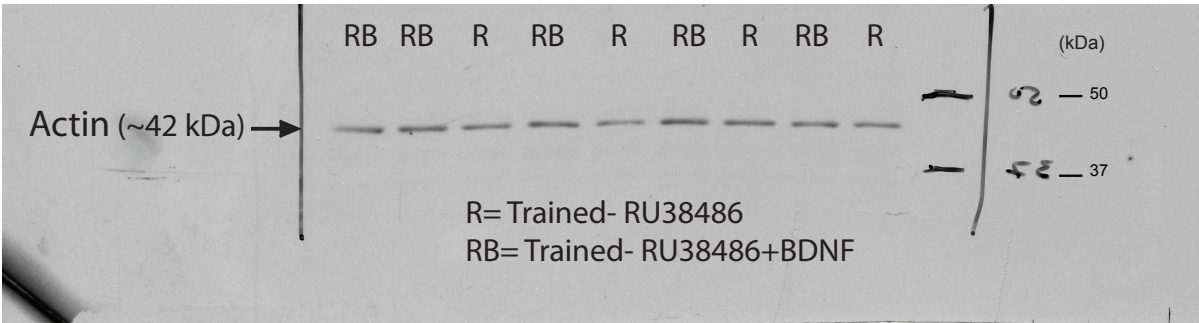 RB RB R RB R RB R RB R
(kDa)
50
Actin (~42 kDa)
37
R= Trained- RU38486
RB= Trained- RU38486+BDNF